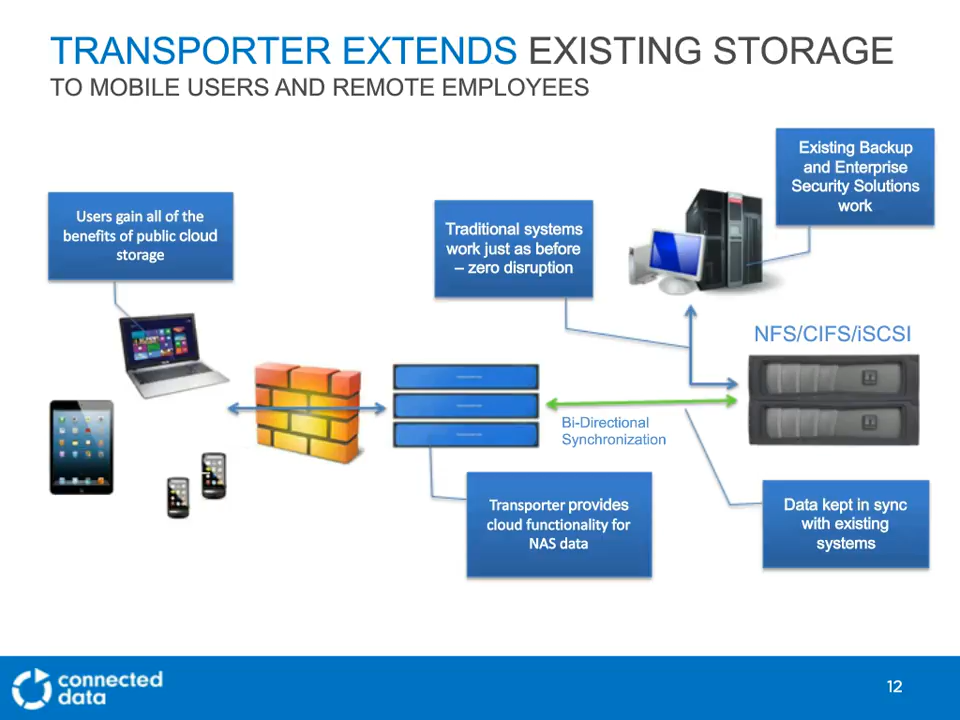 TRANSPORTER EXTENDS EXISTING STORAGE
TO MOBILE USERS AND REMOTE EMPLOYEES
Existing Backup
and Enterprise
Security Solutions
work
Users gain all of the
benefits of public cloud
storage
Traditional systems
work just as before
– zero disruption
NFS/CIFS/iSCSI
Bi-Directional
Synchronization
Transporter provides
cloud functionality for
NAS data
Data kept in sync
with existing
systems
connected
data
12